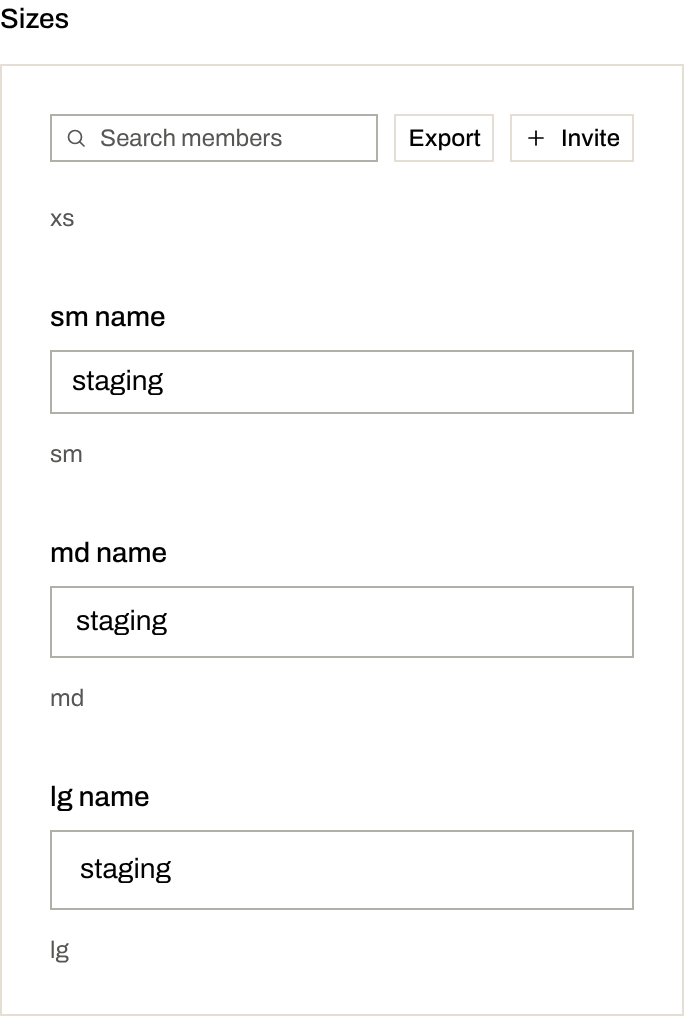 Sizes
Search members Export Invite
xs
sm name
staging
sm
md name
staging
md
lg name
staging
lg